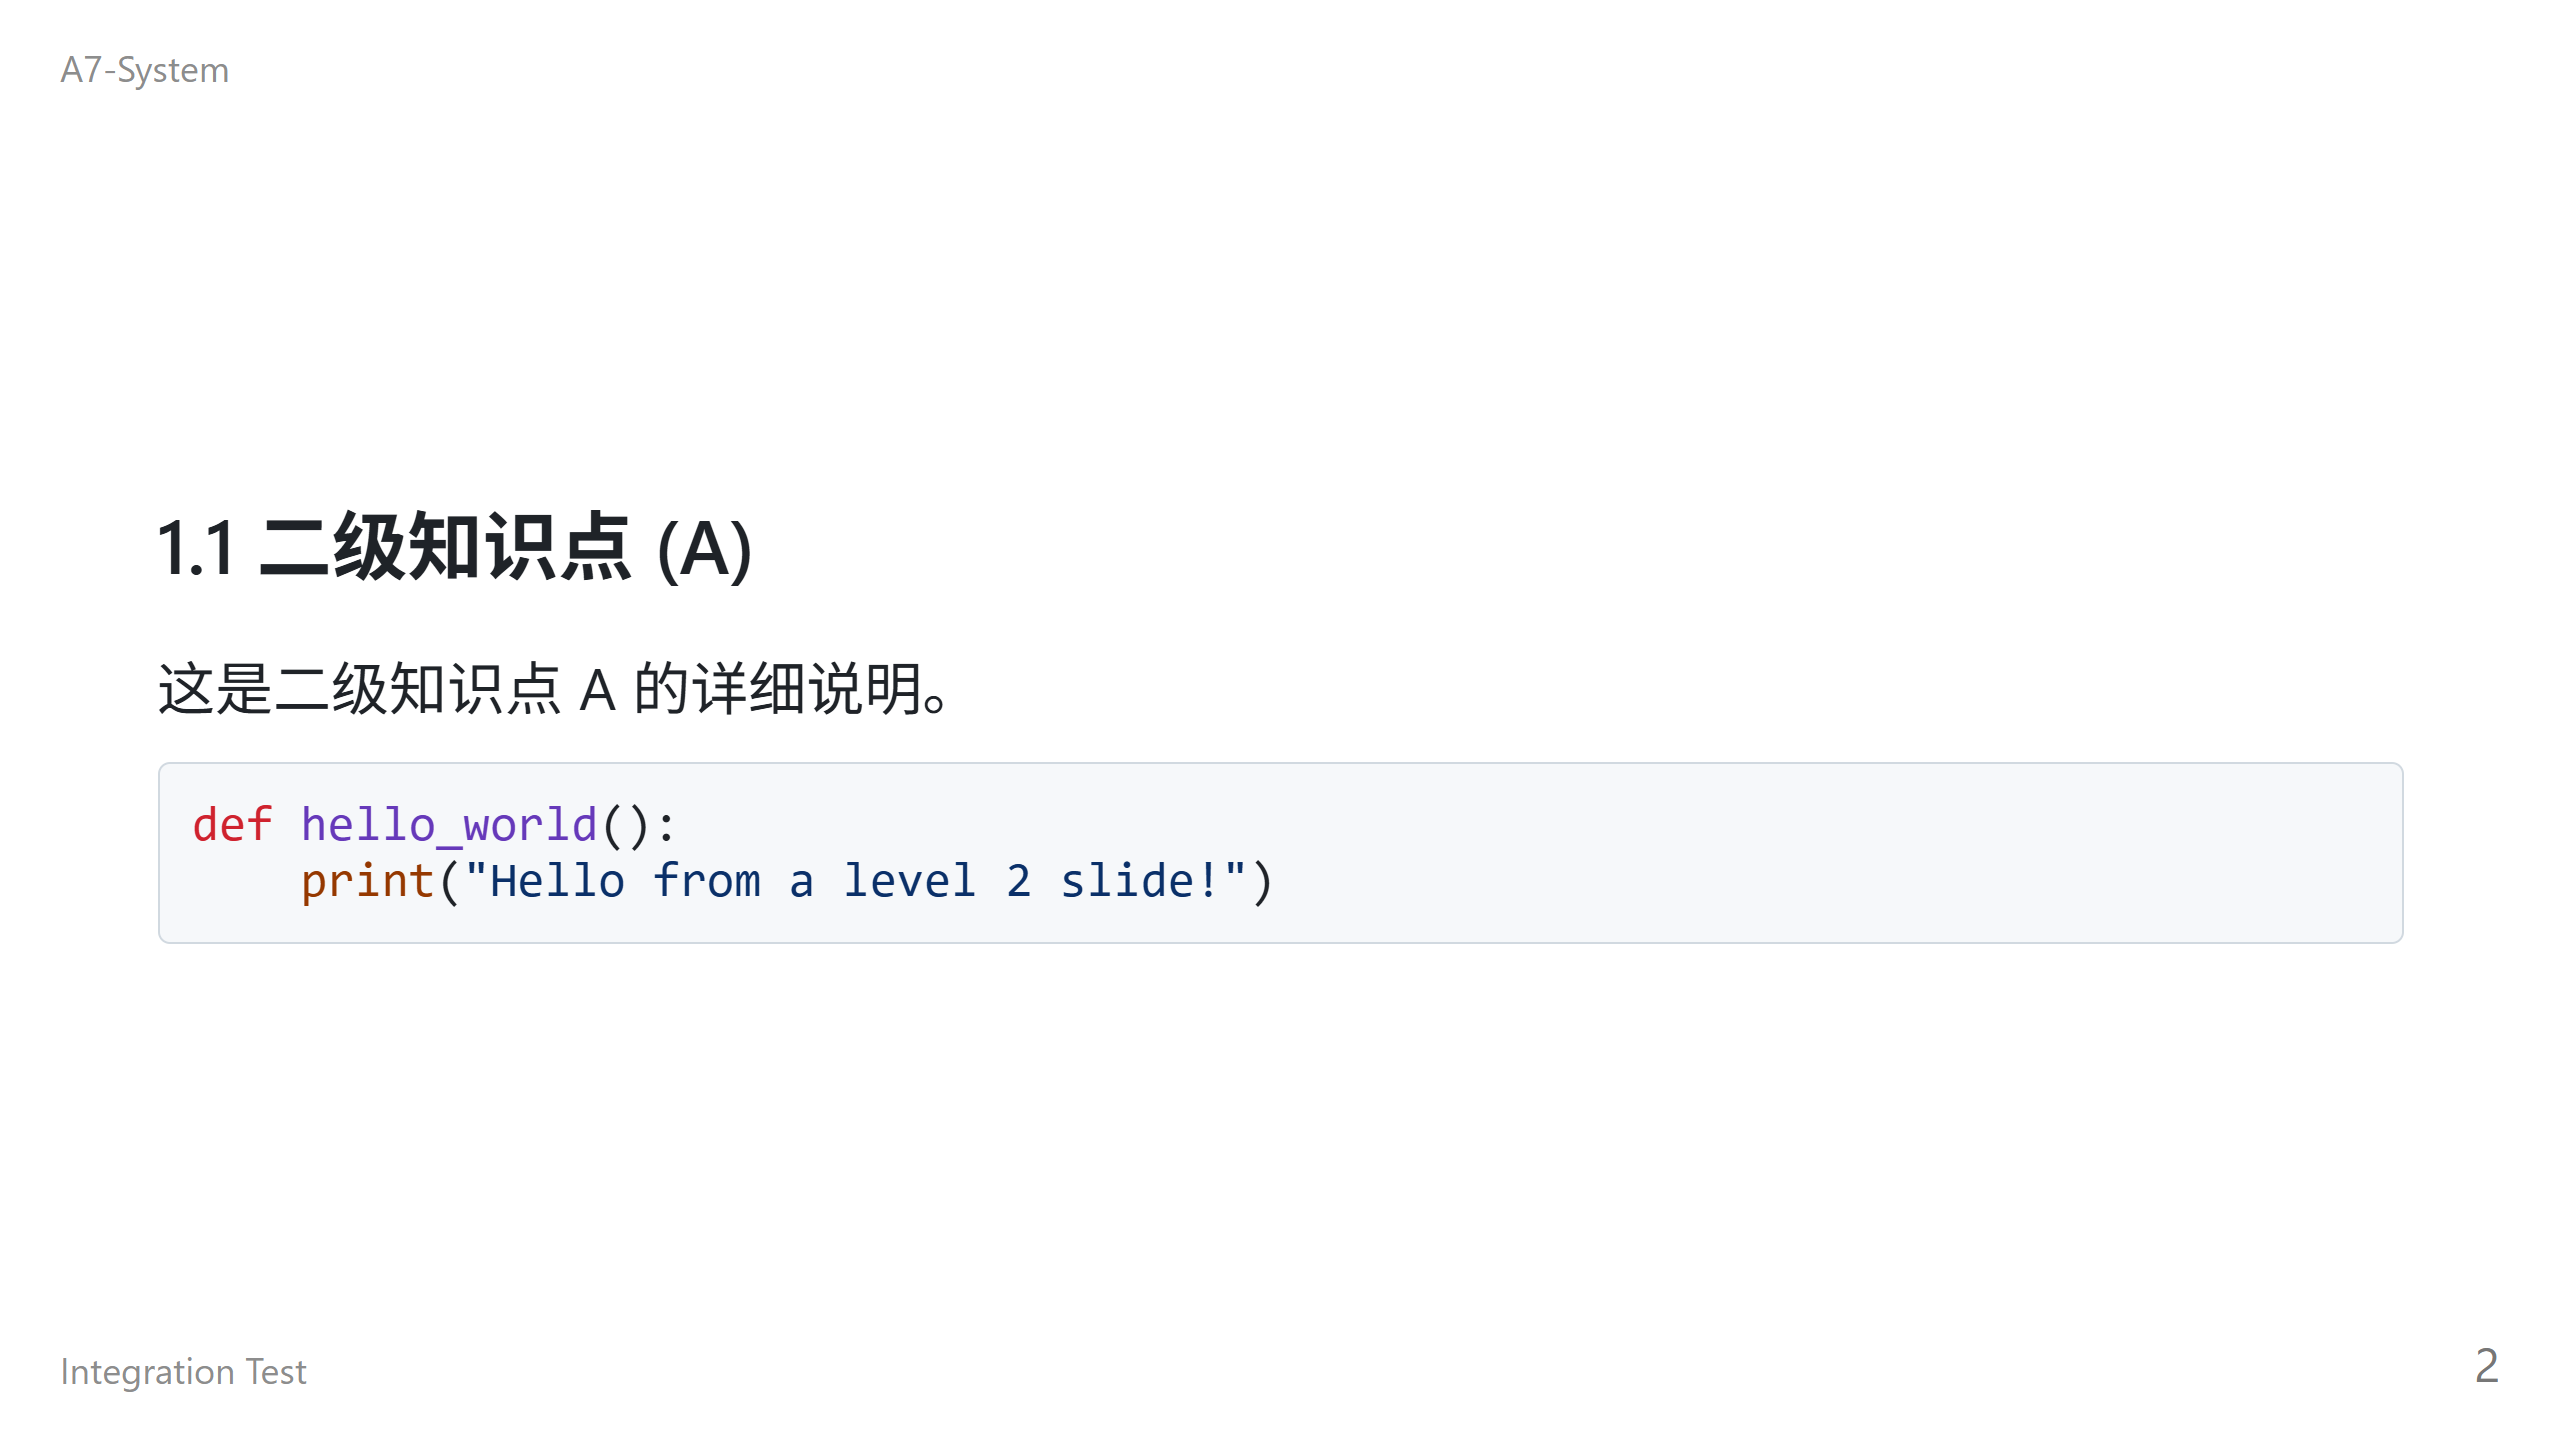 A7-System
1.1 二级知识点 (A)
这是二级知识点 A 的详细说明。
def hello_world():
    print("Hello from a level 2 slide!")
Integration Test
2